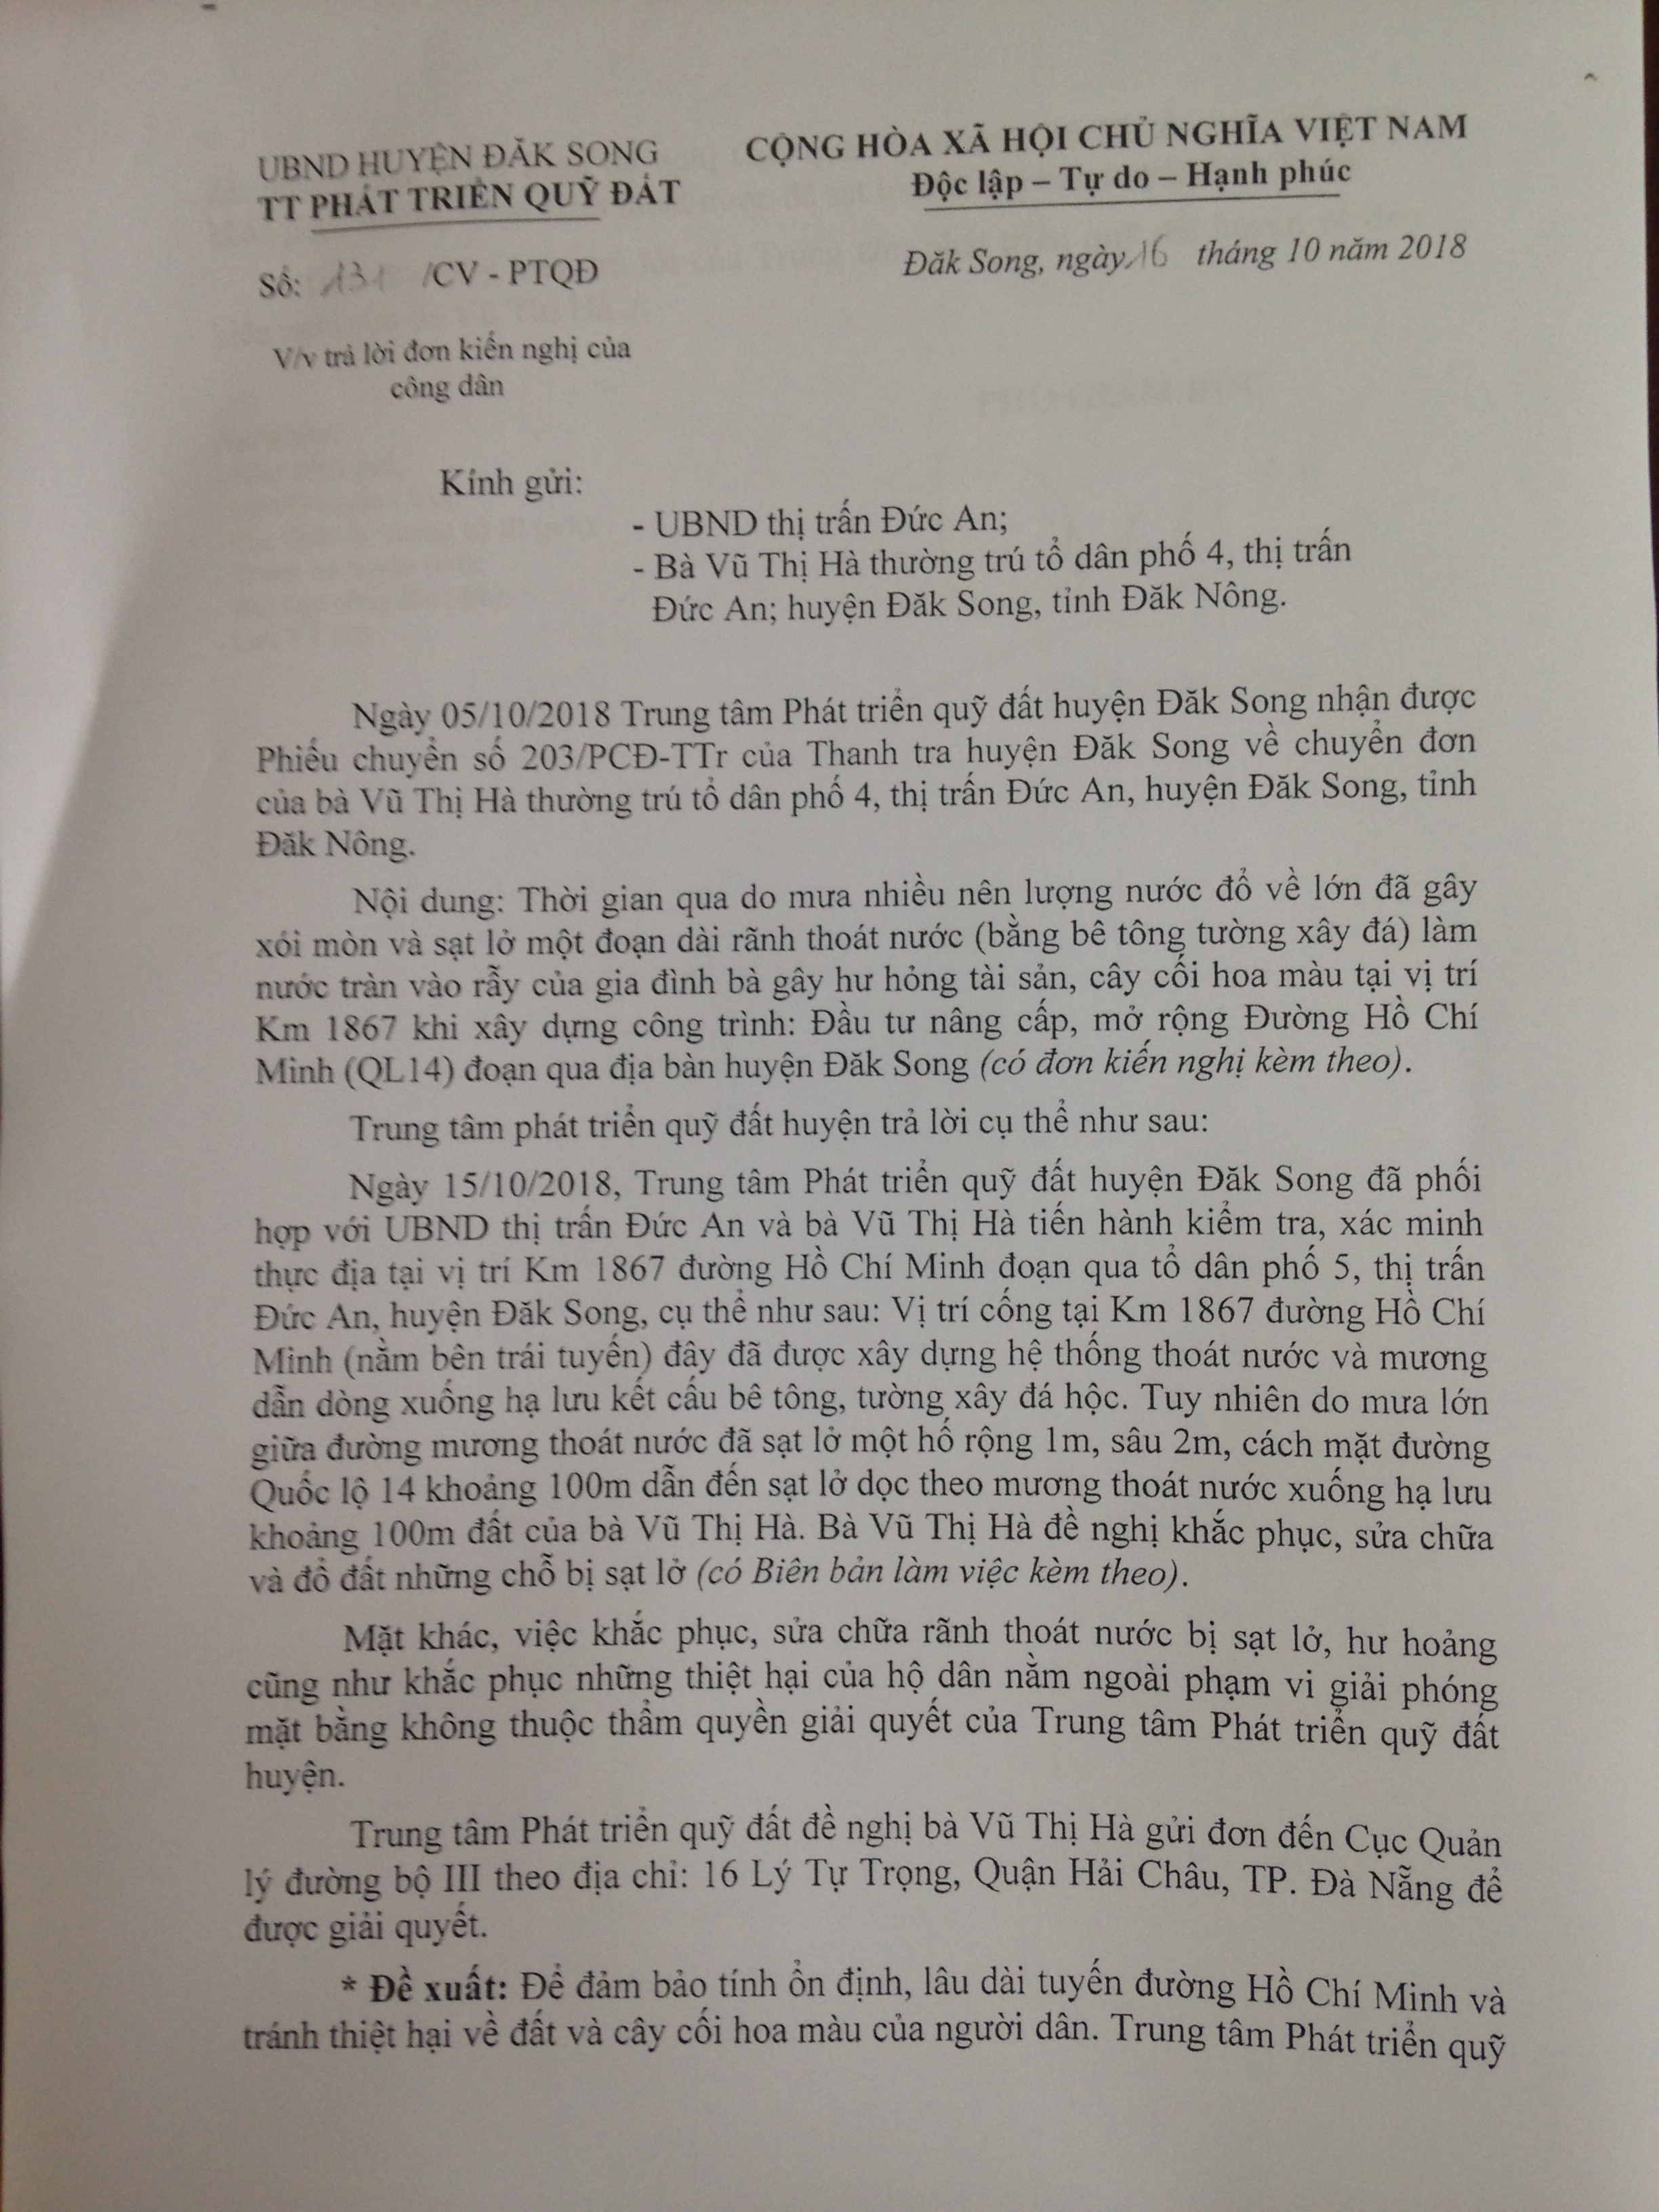 UBND HUYỆN ĐĂK SONG
TT PHÁT TRIỂN QUỸ ĐẤT
CỘNG HÒA XÃ HỘI CHỦ NGHĨA VIỆT NAM
Độc lập – Tự do – Hạnh phúc
Số: 131 /CV - PTQĐ
Đăk Song, ngày 16 tháng 10 năm 2018
V/v trả lời đơn kiến nghị của
công dân
Kính gửi:
- UBND thị trấn Đức An;
- Bà Vũ Thị Hà thường trú tổ dân phố 4, thị trấn
Đức An; huyện Đăk Song, tỉnh Đăk Nông.
Ngày 05/10/2018 Trung tâm Phát triển quỹ đất huyện Đăk Song nhận được
Phiếu chuyển số 203/PCĐ-TTr của Thanh tra huyện Đăk Song về chuyển đơn
của bà Vũ Thị Hà thường trú tổ dân phố 4, thị trấn Đức An, huyện Đăk Song, tỉnh
Đăk Nông.
Nội dung: Thời gian qua do mưa nhiều nên lượng nước đổ về lớn đã gây
xói mòn và sạt lở một đoạn dài rãnh thoát nước (bằng bê tông tường xây đá) làm
nước tràn vào rẫy của gia đình bà gây hư hỏng tài sản, cây cối hoa màu tại vị trí
Km 1867 khi xây dựng công trình: Đầu tư nâng cấp, mở rộng Đường Hồ Chí
Minh (QL14) đoạn qua địa bàn huyện Đăk Song (có đơn kiến nghị kèm theo).
Trung tâm phát triển quỹ đất huyện trả lời cụ thể như sau:
Ngày 15/10/2018, Trung tâm Phát triển quỹ đất huyện Đăk Song đã phối
hợp với UBND thị trấn Đức An và bà Vũ Thị Hà tiến hành kiểm tra, xác minh
thực địa tại vị trí Km 1867 đường Hồ Chí Minh đoạn qua tổ dân phố 5, thị trấn
Đức An, huyện Đăk Song, cụ thể như sau: Vị trí cống tại Km 1867 đường Hồ Chí
Minh (nằm bên trái tuyến) đây đã được xây dựng hệ thống thoát nước và mương
dẫn dòng xuống hạ lưu kết cấu bê tông, tường xây đá hộc. Tuy nhiên do mưa lớn
giữa đường mương thoát nước đã sạt lở một hố rộng 1m, sâu 2m, cách mặt đường
Quốc lộ 14 khoảng 100m dẫn đến sạt lở dọc theo mương thoát nước xuống hạ lưu
khoảng 100m đất của bà Vũ Thị Hà. Bà Vũ Thị Hà đề nghị khắc phục, sửa chữa
và đổ đất những chỗ bị sạt lở (có Biên bản làm việc kèm theo).
Mặt khác, việc khắc phục, sửa chữa rãnh thoát nước bị sạt lở, hư hoảng
cũng như khắc phục những thiệt hại của hộ dân nằm ngoài phạm vi giải phóng
mặt bằng không thuộc thẩm quyền giải quyết của Trung tâm Phát triển quỹ đất
huyện.
Trung tâm Phát triển quỹ đất đề nghị bà Vũ Thị Hà gửi đơn đến Cục Quản
lý đường bộ III theo địa chỉ: 16 Lý Tự Trọng, Quận Hải Châu, TP. Đà Nẵng để
được giải quyết.
* Đề xuất: Để đảm bảo tính ổn định, lâu dài tuyến đường Hồ Chí Minh và
tránh thiệt hại về đất và cây cối hoa màu của người dân. Trung tâm Phát triển quỹ